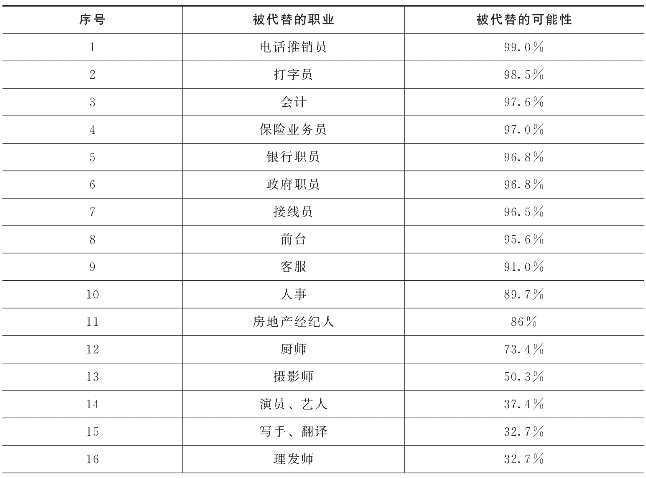 序号 被代替的职业 被代替的可能性
1 电话推销员 99.0%
2 打字员 98.5%
3 会计 97.6%
4 保险业务员 97.0%
5 银行职员 96.8%
6 政府职员 96.8%
7 接线员 96.5%
8 前台 95.6%
9 客服 91.0%
10 人事 89.7%
11 房地产经纪人 86%
12 厨师 73.4%
13 摄影师 50.3%
14 演员、艺人 37.4%
15 写手、翻译 32.7%
16 理发师 32.7%